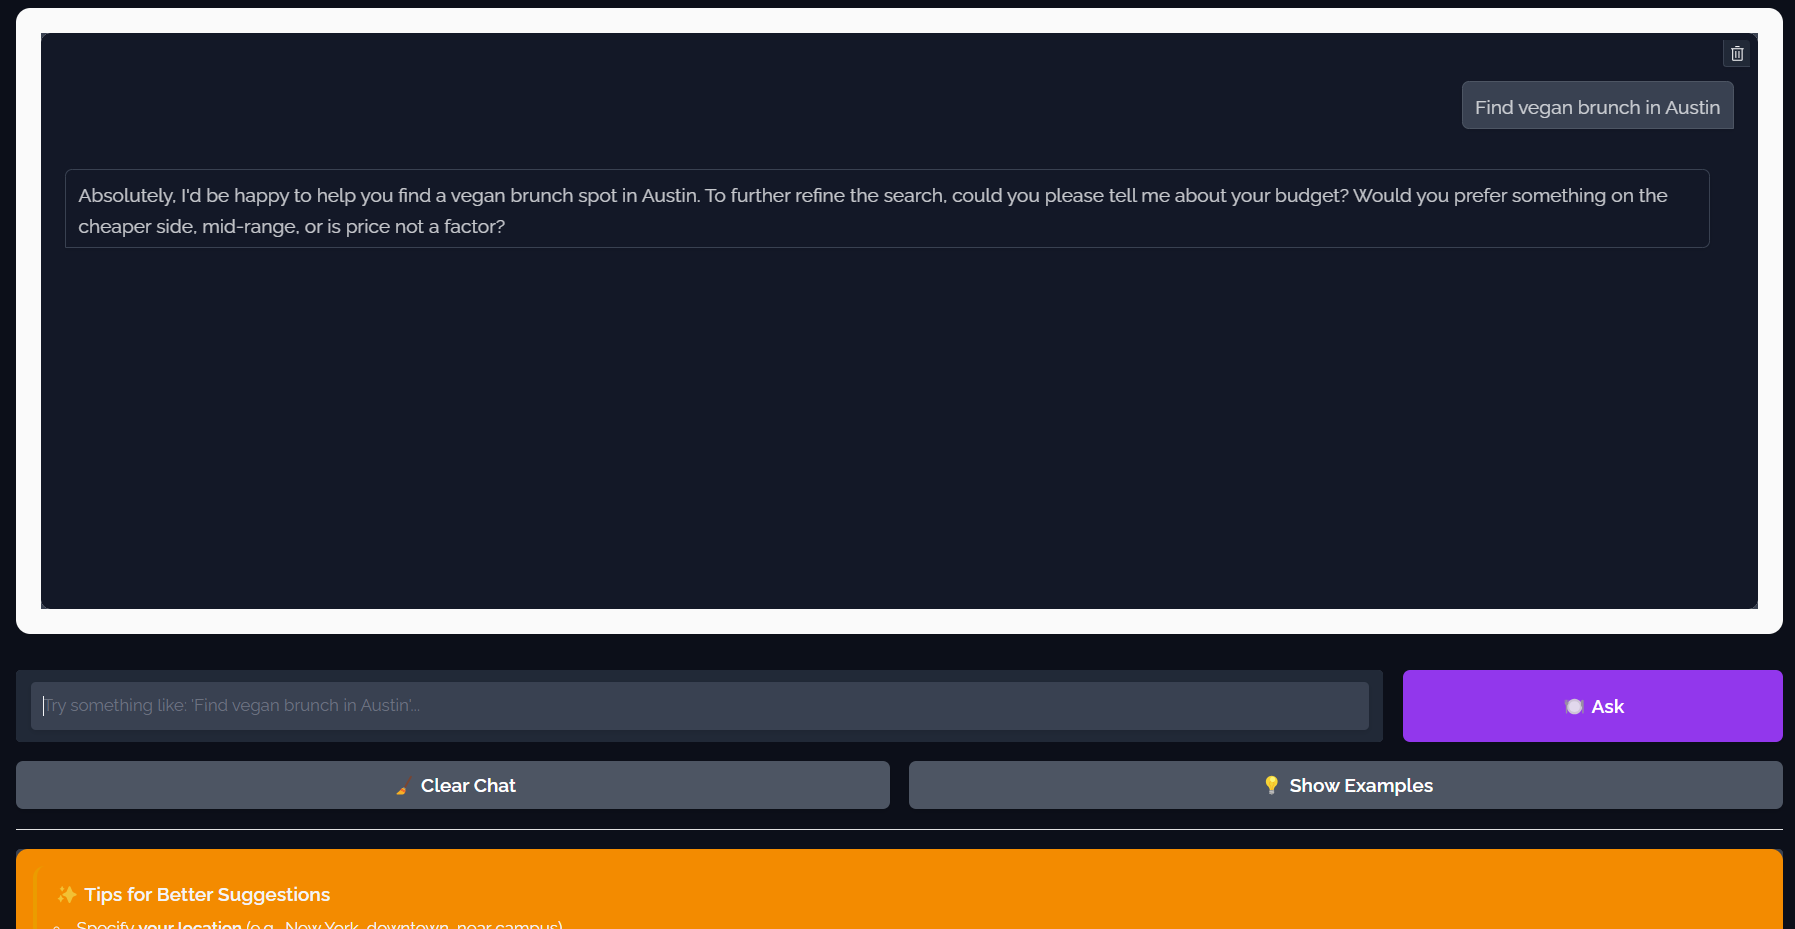 Find vegan brunch in Austin
Absolutely, I'd be happy to help you find a vegan brunch spot in Austin. To further refine the search, could you please tell me about your budget? Would you prefer something on the
cheaper side, mid-range, or is price not a factor?
Try something like: 'Find vegan brunch in Austin'...
Ask
Clear Chat
Show Examples
Tips for Better Suggestions
Specify your location (e.g., New York, downtown, near campus)